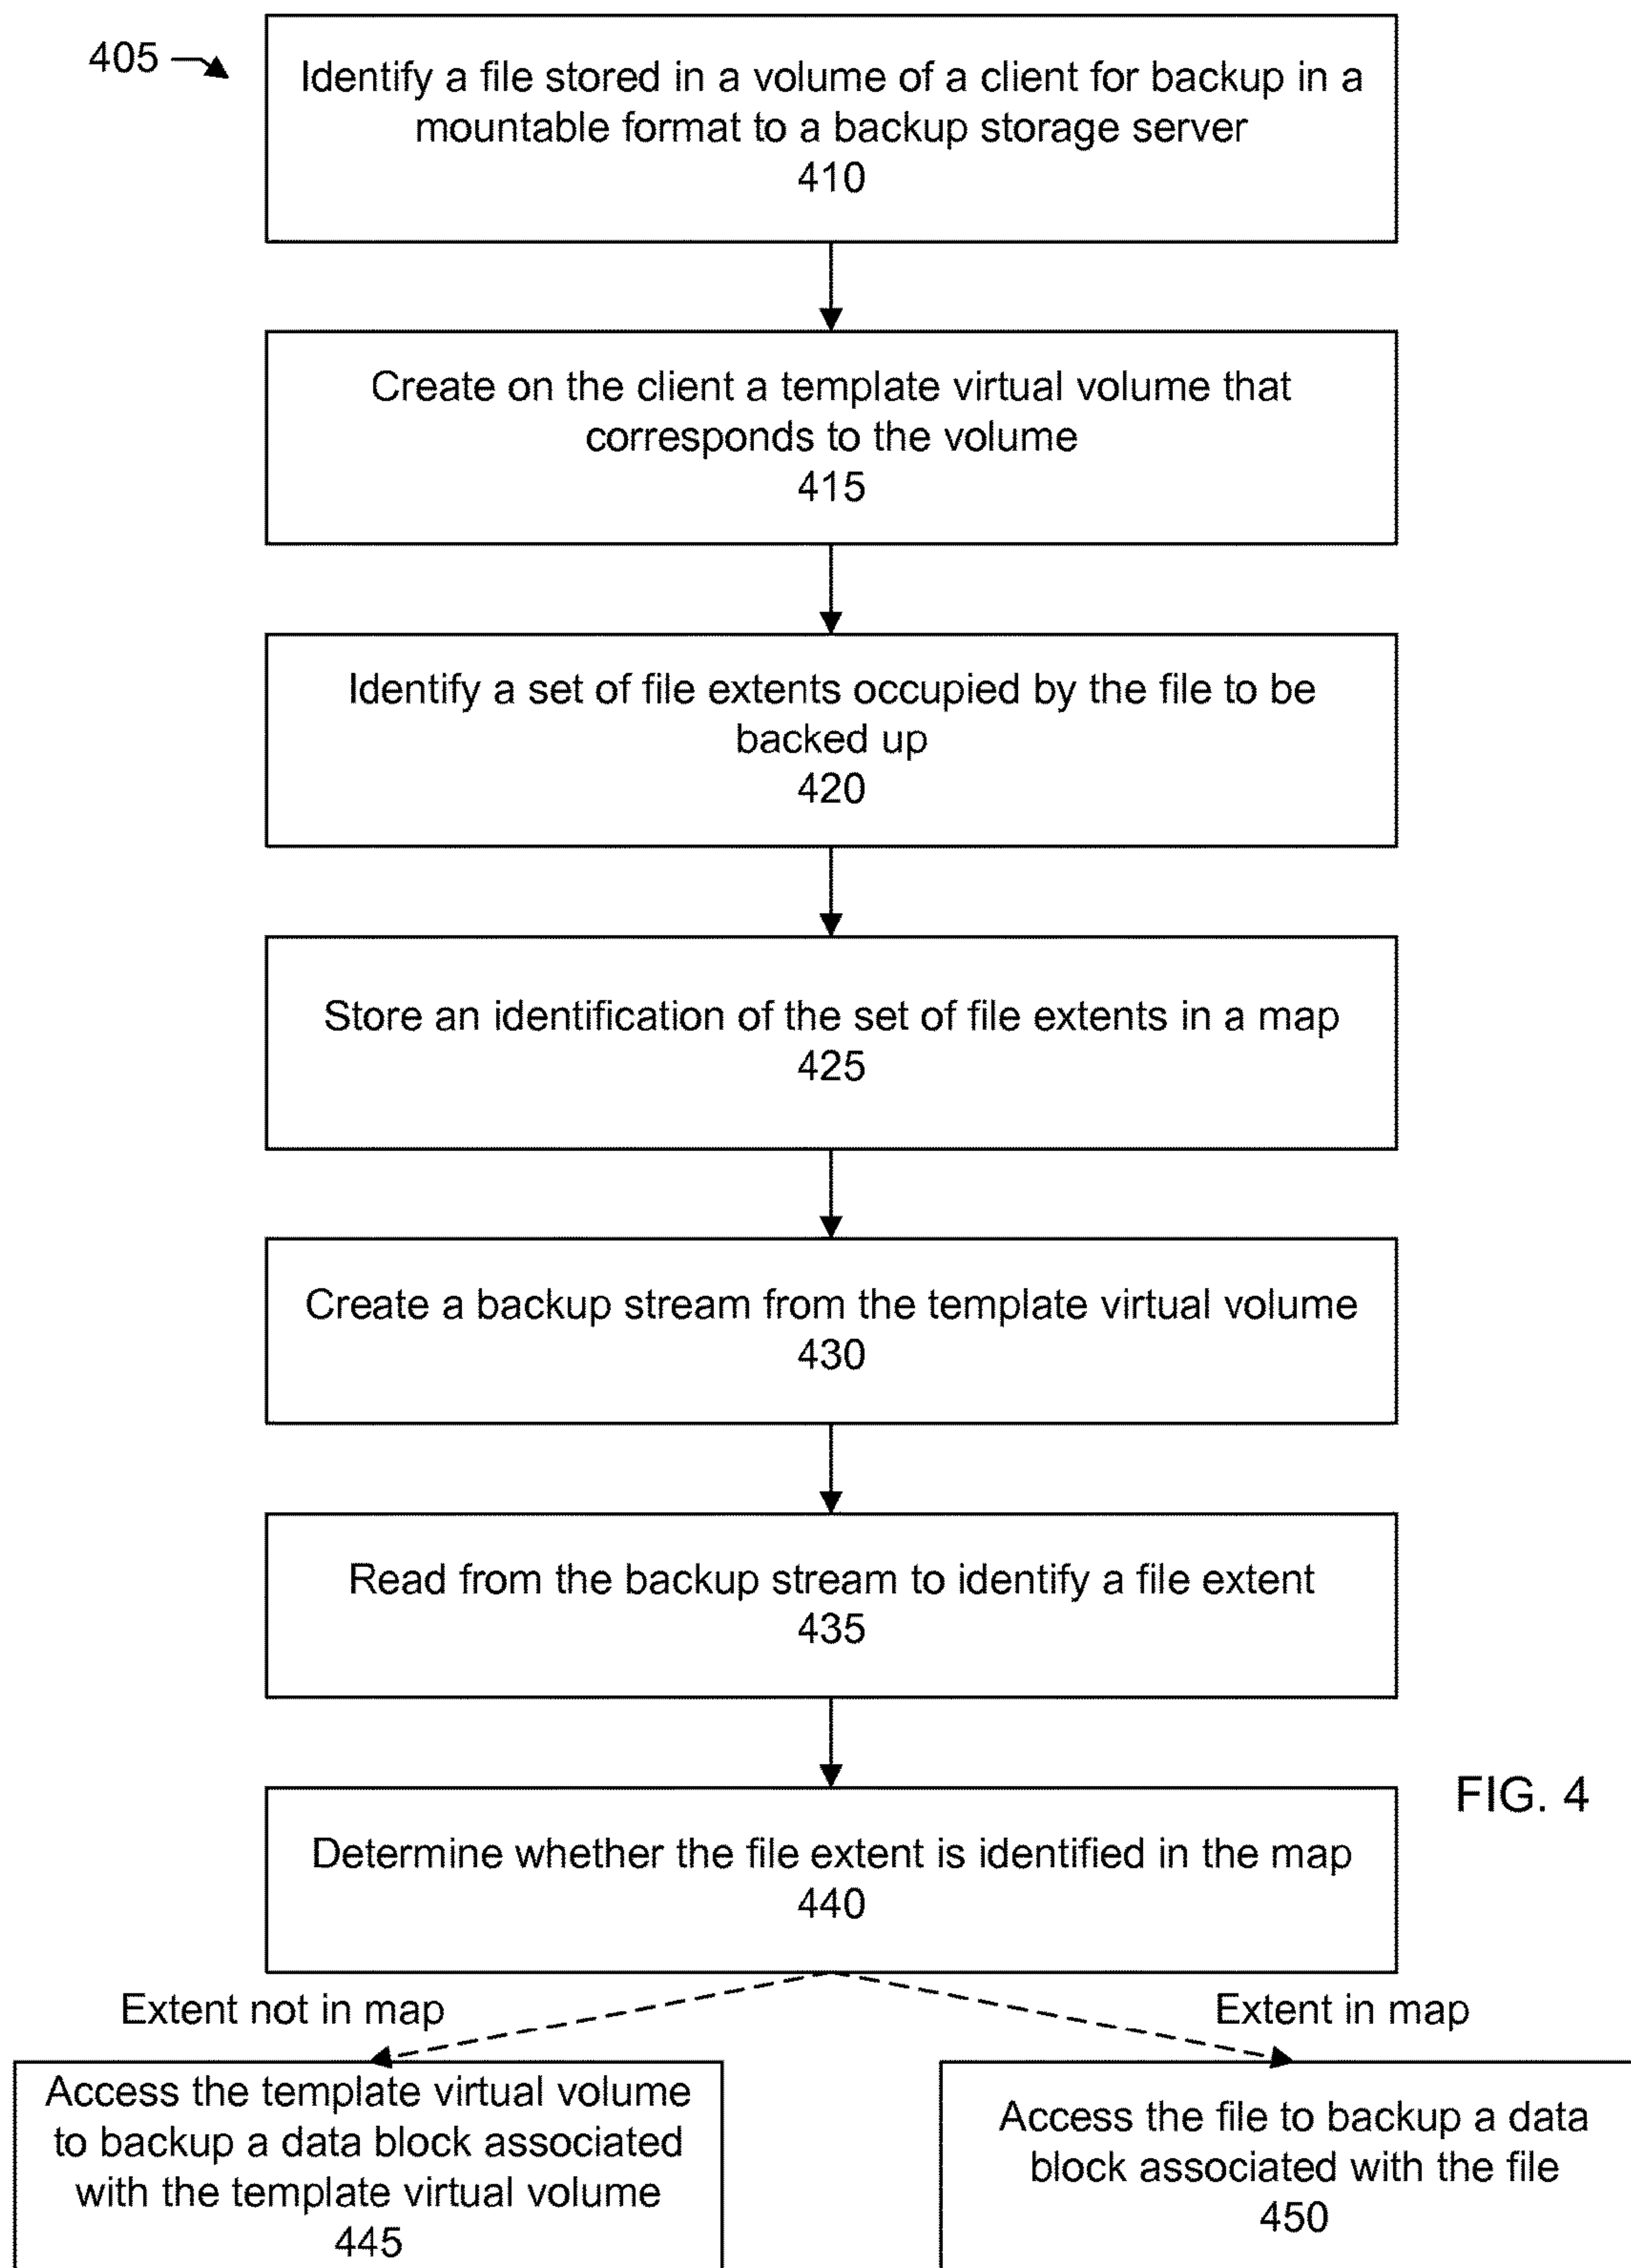 405
Identify a file stored in a volume of a client for backup in a
mountable format to a backup storage server
410
Create on the client a template virtual volume that
corresponds to the volume
415
Identify a set of file extents occupied by the file to be
backed up
420
Store an identification of the set of file extents in a map
425
Create a backup stream from the template virtual volume
430
Read from the backup stream to identify a file extent
435
FIG. 4
Determine whether the file extent is identified in the map
440
Extent not in map
Extent in map
Access the template virtual volume
to backup a data block associated
with the template virtual volume
445
Access the file to backup a data
block associated with the file
450